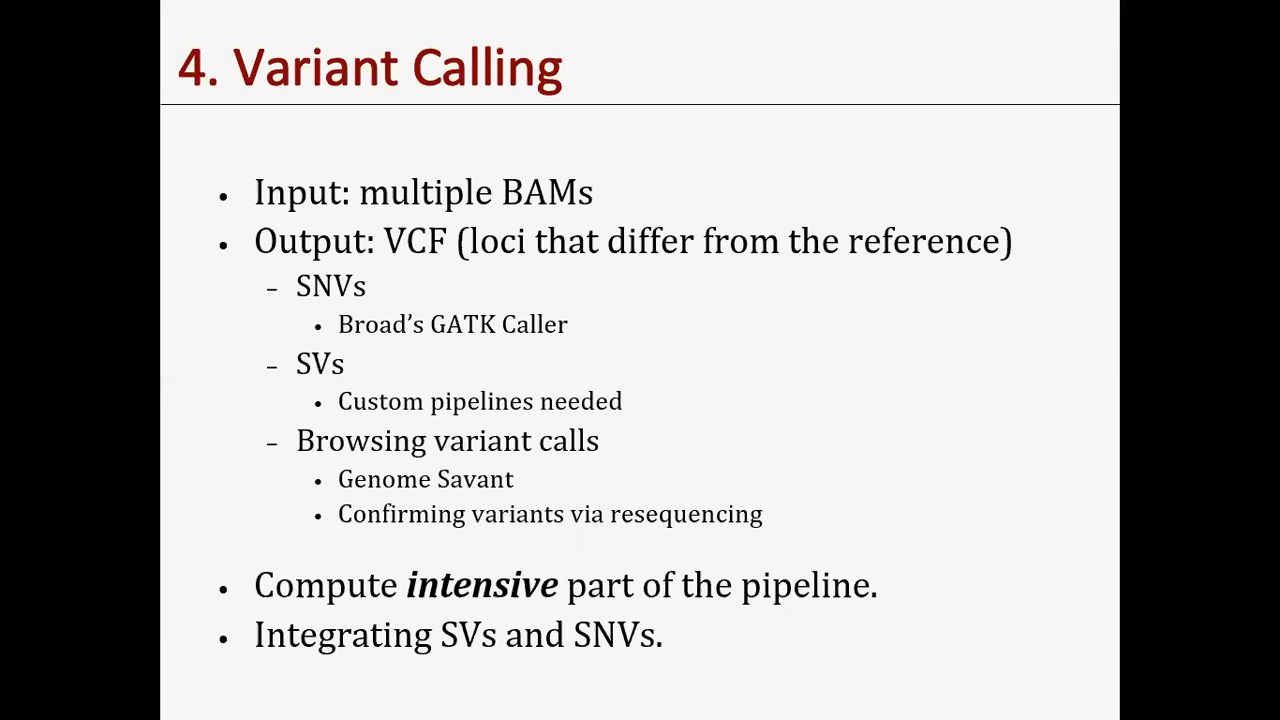 4. Variant Calling
• Input: multiple BAMs
• Output: VCF (loci that differ from the reference)
– SNVs
• Broad’s GATK Caller
– SVs
• Custom pipelines needed
– Browsing variant calls
• Genome Savant
• Confirming variants via resequencing
• Compute intensive part of the pipeline.
• Integrating SVs and SNVs.